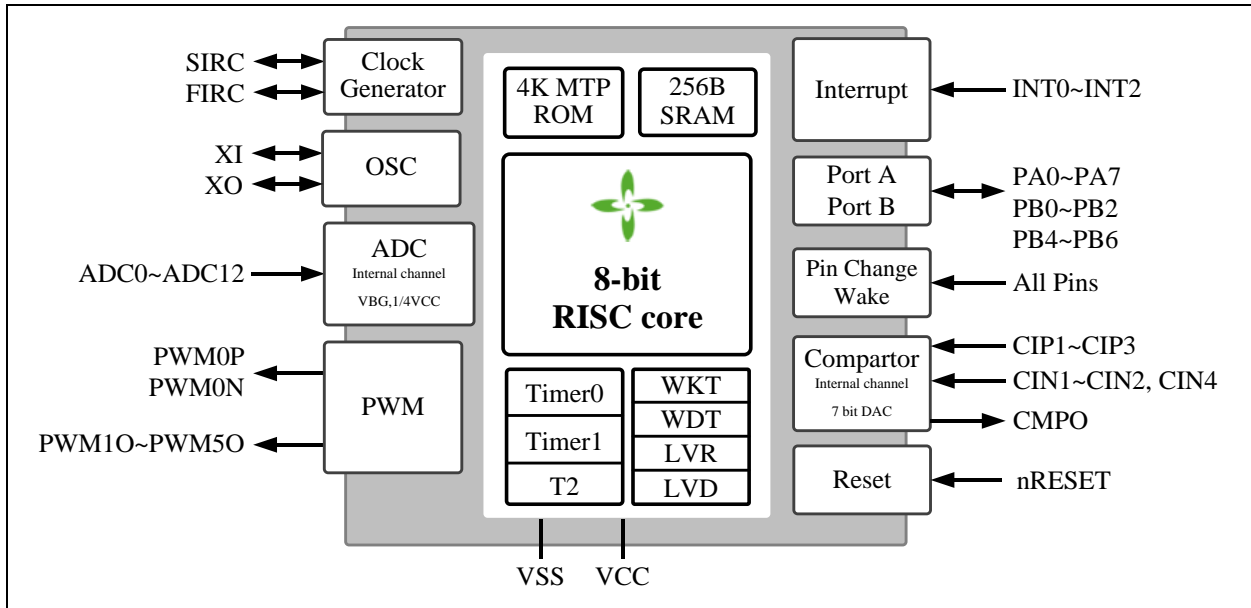 SIRC
FIRC
Clock
Generator
XI
XO
OSC
ADC0~ADC12
ADC
Internal channel
VBG,1/4VCC
PWM0P
PWM0N
PWM1O~PWM5O
PWM
4K MTP
ROM
256B
SRAM
8-bit
RISC core
Timer0
Timer1
T2
WKT
WDT
LVR
LVD
VSS
VCC
Interrupt
INT0~INT2
Port A
Port B
PA0~PA7
PB0~PB2
PB4~PB6
Pin Change
Wake
All Pins
Compartor
Internal channel
7 bit DAC
CIP1~CIP3
CIN1~CIN2, CIN4
CMPO
Reset
nRESET